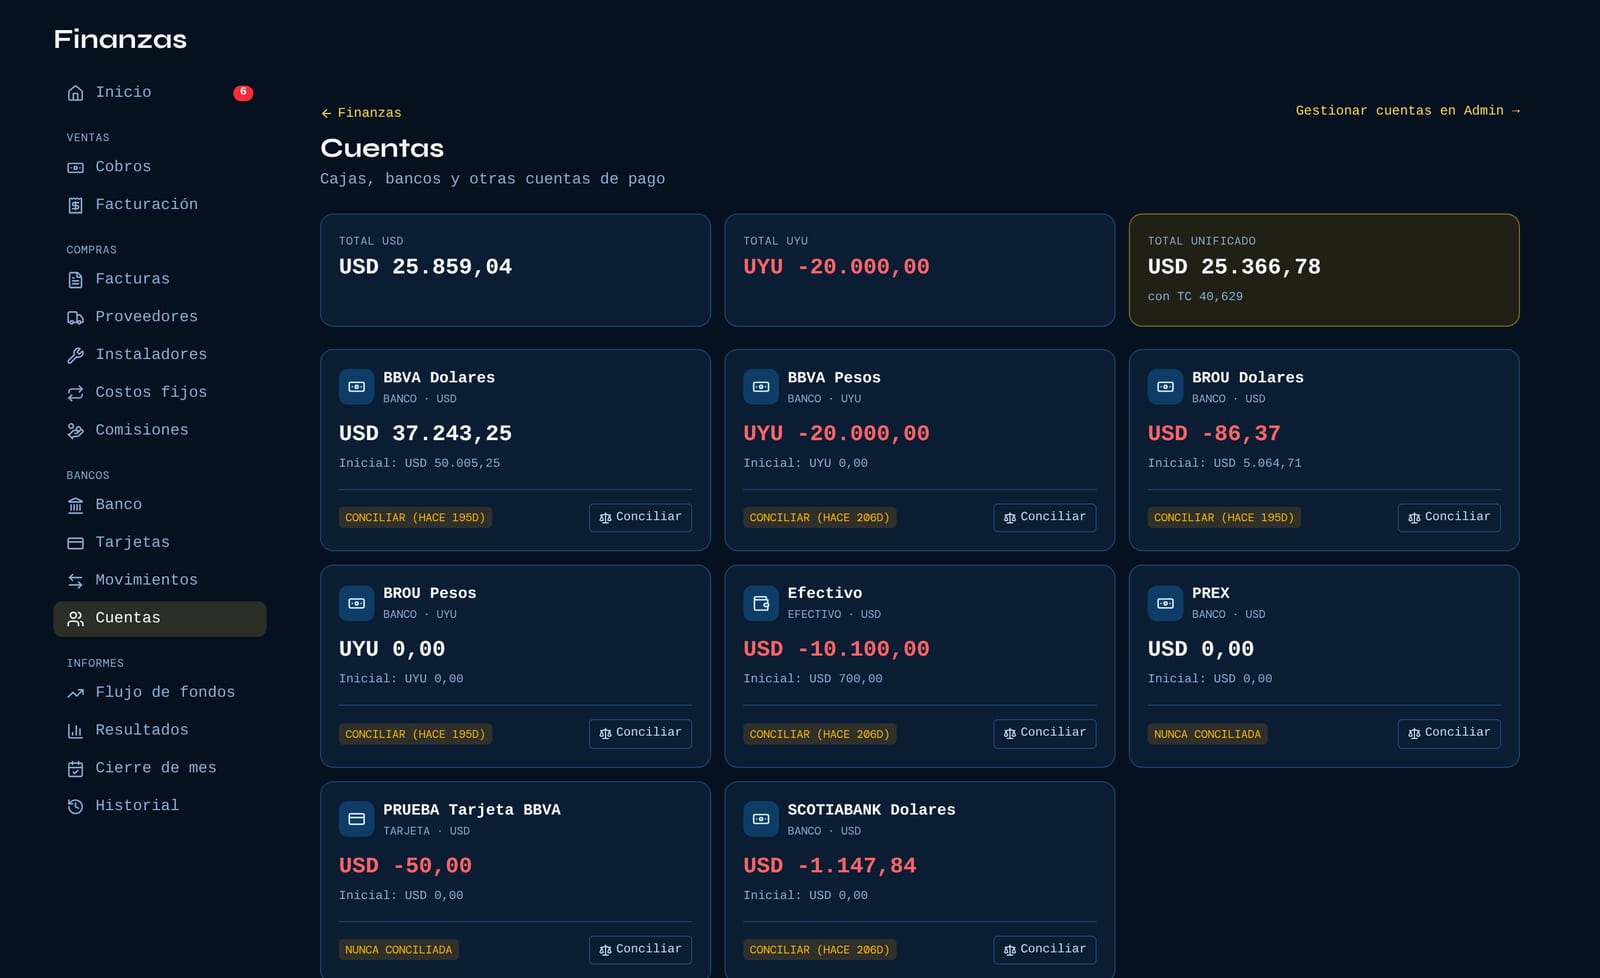 Finanzas
Inicio
6
VENTAS
Cobros
Facturación
COMPRAS
Facturas
Proveedores
Instaladores
Costos fijos
Comisiones
BANCOS
Banco
Tarjetas
Movimientos
Cuentas
INFORMES
Flujo de fondos
Resultados
Cierre de mes
Historial
← Finanzas
Gestionar cuentas en Admin →
Cuentas
Cajas, bancos y otras cuentas de pago
TOTAL USD
USD 25.859,04
TOTAL UYU
UYU -20.000,00
TOTAL UNIFICADO
USD 25.366,78
con TC 40,629
BBVA Dolares
BANCO · USD
USD 37.243,25
Inicial: USD 50.005,25
CONCILIAR (HACE 195D)
Conciliar
BBVA Pesos
BANCO · UYU
UYU -20.000,00
Inicial: UYU 0,00
CONCILIAR (HACE 206D)
Conciliar
BROU Dolares
BANCO · USD
USD -86,37
Inicial: USD 5.064,71
CONCILIAR (HACE 195D)
Conciliar
BROU Pesos
BANCO · UYU
UYU 0,00
Inicial: UYU 0,00
CONCILIAR (HACE 195D)
Conciliar
Efectivo
EFECTIVO · USD
USD -10.100,00
Inicial: USD 700,00
CONCILIAR (HACE 206D)
Conciliar
PREX
BANCO · USD
USD 0,00
Inicial: USD 0,00
NUNCA CONCILIADA
Conciliar
PRUEBA Tarjeta BBVA
TARJETA · USD
USD -50,00
Inicial: USD 0,00
NUNCA CONCILIADA
Conciliar
SCOTIABANK Dolares
BANCO · USD
USD -1.147,84
Inicial: USD 0,00
CONCILIAR (HACE 206D)
Conciliar